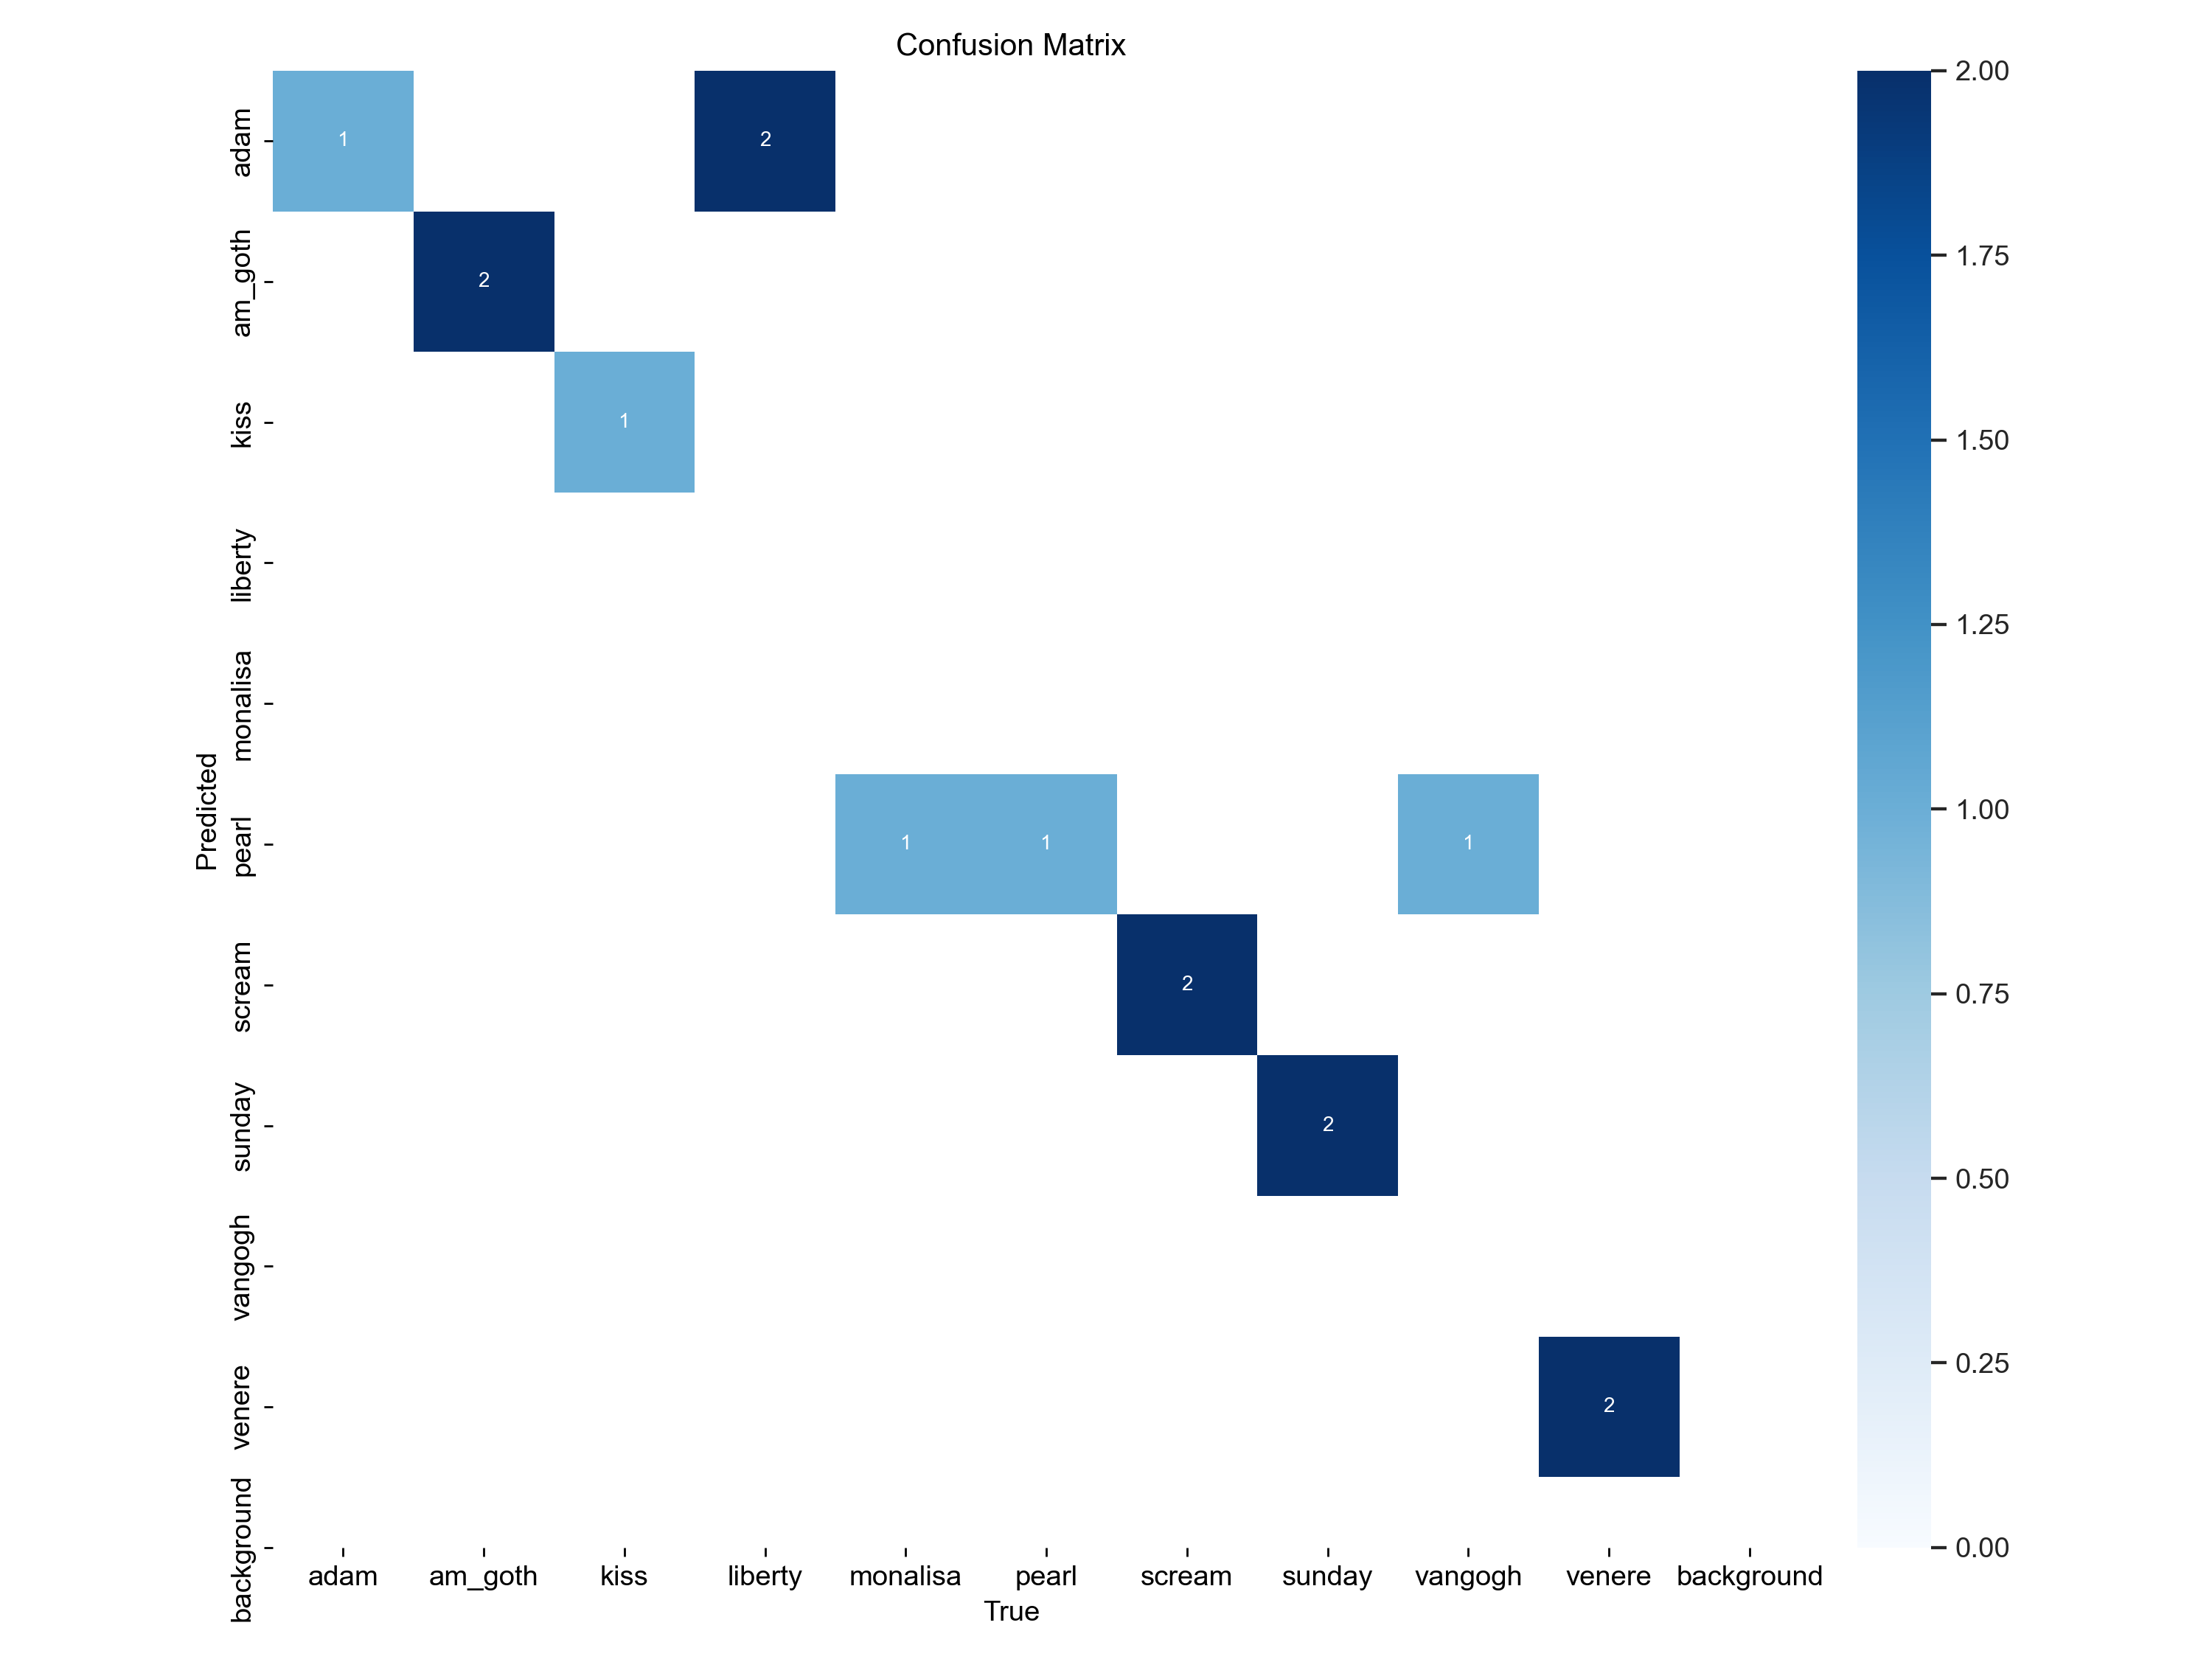 Confusion Matrix
adam
am_goth
kiss
liberty
monalisa
pearl
scream
sunday
vangogh
venere
background
Predicted
1 2
2
1
1 1 1
2
2
2
adam am_goth kiss liberty monalisa pearl scream sunday vangogh venere background
True
2.00
1.75
1.50
1.25
1.00
0.75
0.50
0.25
0.00